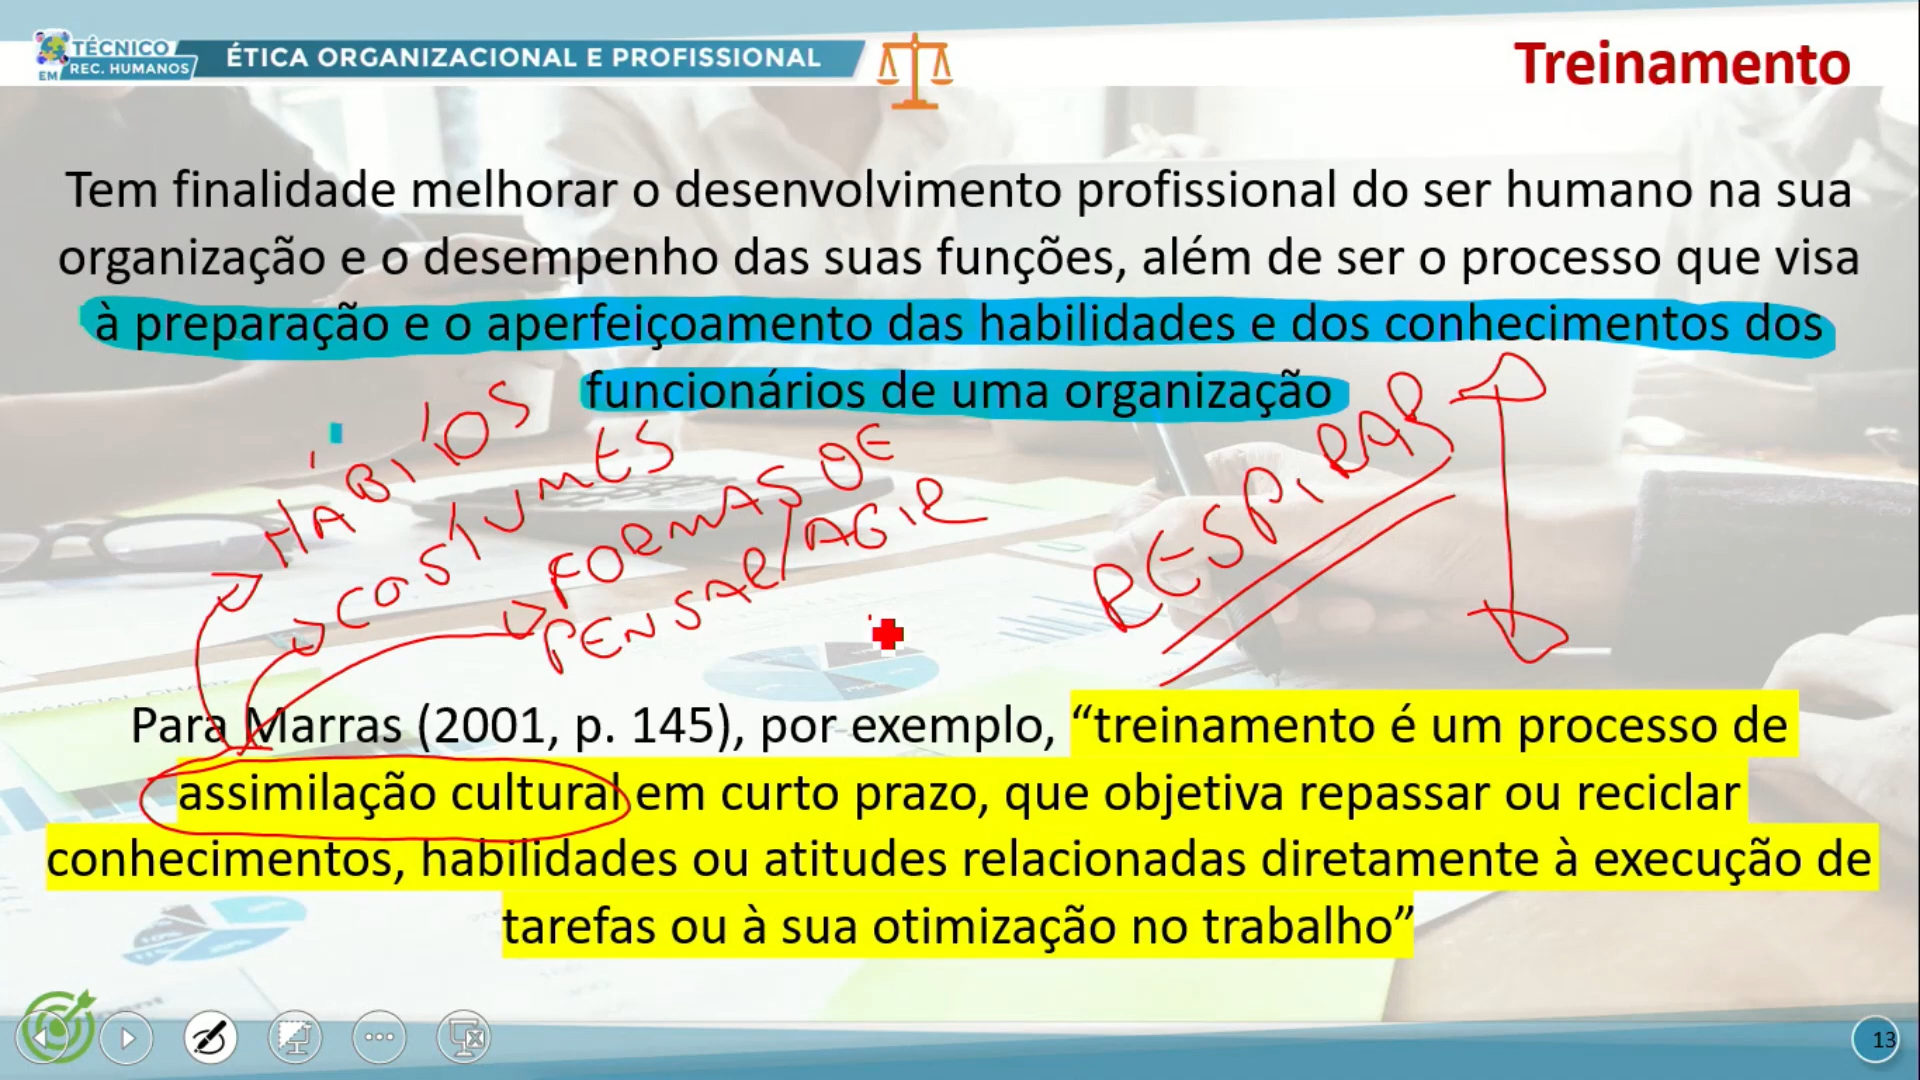 TÉCNICO
EM REC. HUMANOS
ÉTICA ORGANIZACIONAL E PROFISSIONAL
Treinamento
Tem finalidade melhorar o desenvolvimento profissional do ser humano na sua
organização e o desempenho das suas funções, além de ser o processo que visa
à preparação e o aperfeiçoamento das habilidades e dos conhecimentos dos
funcionários de uma organização
HÁBITOS
COSTUMES
FORMAS DE
PENSAR/AGIR
RESPIRAR
Para Marras (2001, p. 145), por exemplo, “treinamento é um processo de
assimilação cultural em curto prazo, que objetiva repassar ou reciclar
conhecimentos, habilidades ou atitudes relacionadas diretamente à execução de
tarefas ou à sua otimização no trabalho”
13